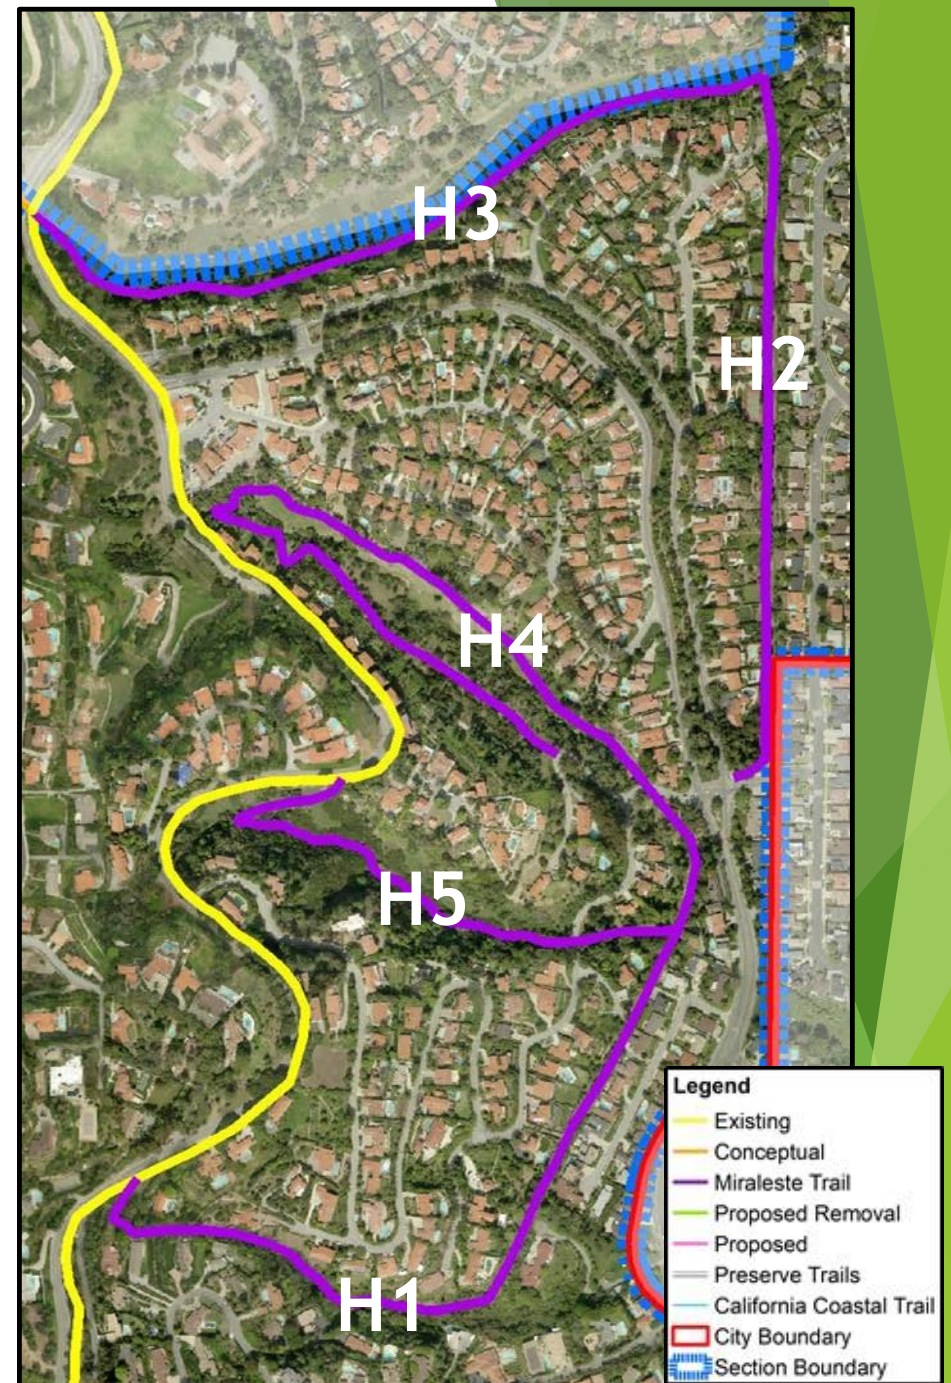 H3
H2
H4
H5
H1
Legend
Existing
Conceptual
Miraleste Trail
Proposed Removal
Proposed
Preserve Trails
California Coastal Trail
City Boundary
Section Boundary